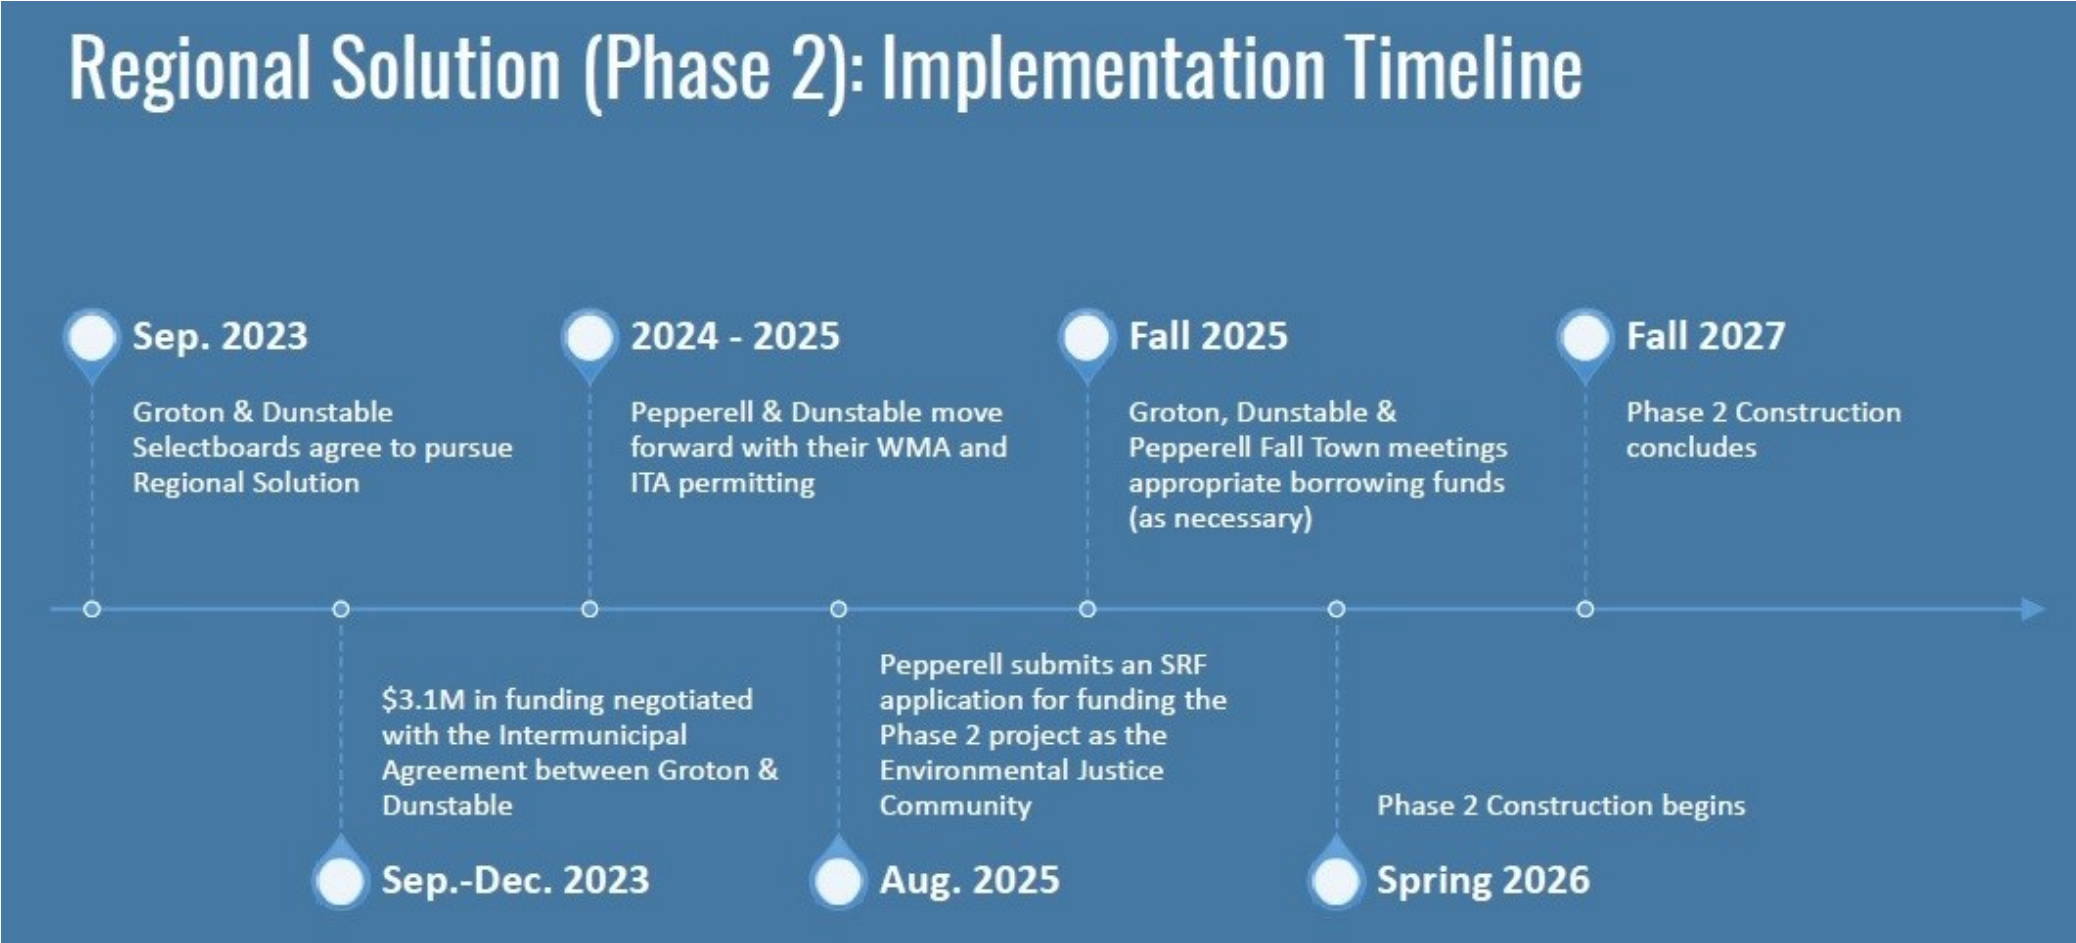 Regional Solution (Phase 2): Implementation Timeline
Sep. 2023
Groton & Dunstable
Selectboards agree to pursue
Regional Solution
$3.1M in funding negotiated
with the Intermunicipal
Agreement between Groton &
Dunstable
Sep.-Dec. 2023
2024 - 2025
Pepperell & Dunstable move
forward with their WMA and
ITA permitting
Pepperell submits an SRF
application for funding the
Phase 2 project as the
Environmental Justice
Community
Aug. 2025
Fall 2025
Groton, Dunstable &
Pepperell Fall Town meetings
appropriate borrowing funds
(as necessary)
Phase 2 Construction begins
Spring 2026
Fall 2027
Phase 2 Construction
concludes